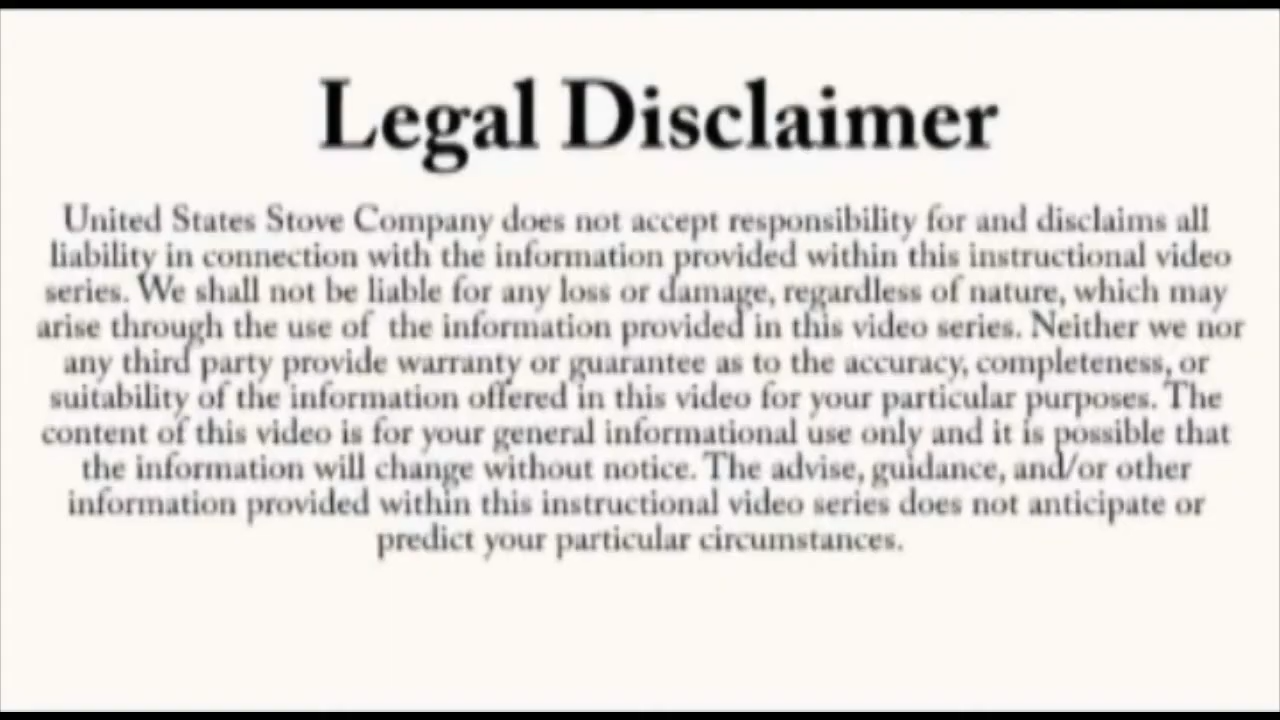 Legal Disclaimer
United States Stove Company does not accept responsibility for and disclaims all
liability in connection with the information provided within this instructional video
series. We shall not be liable for any loss or damage, regardless of nature, which may
arise through the use of  the information provided in this video series. Neither we nor
any third party provide warranty or guarantee as to the accuracy, completeness, or
suitability of the information offered in this video for your particular purposes. The
content of this video is for your general informational use only and it is possible that
the information will change without notice. The advise, guidance, and/or other
information provided within this instructional video series does not anticipate or
predict your particular circumstances.